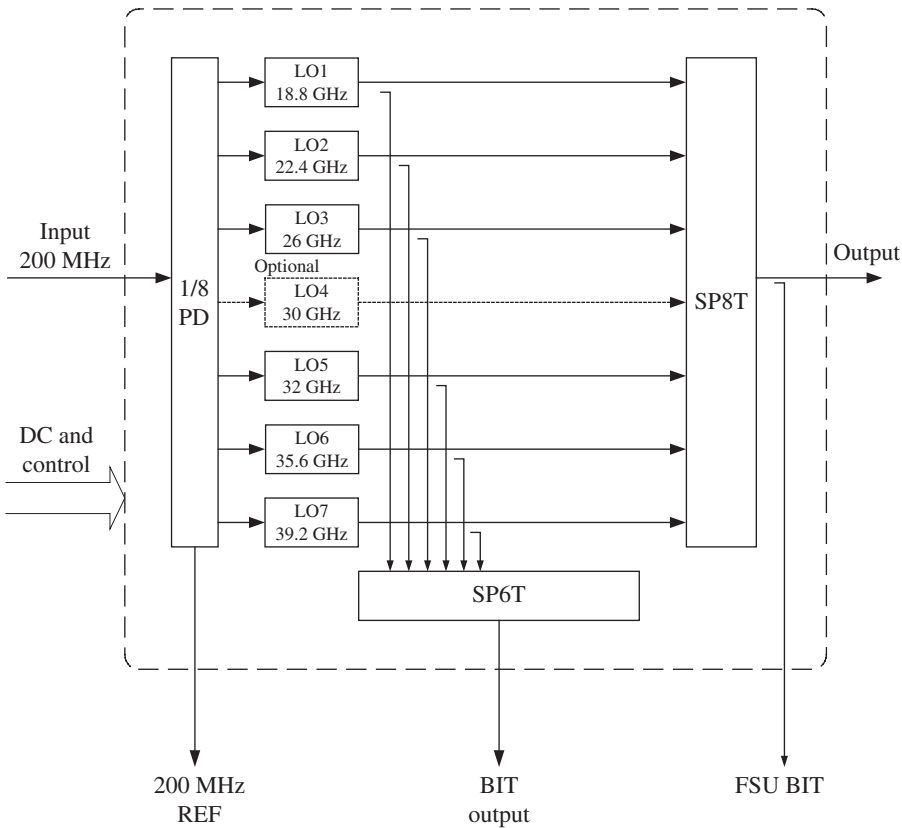 LO1
18.8 GHz
LO2
22.4 GHz
LO3
26 GHz
Input
200 MHz
Optional
LO4
30 GHz
1/8
PD
SP8T
Output
LO5
32 GHz
DC and
control
LO6
35.6 GHz
LO7
39.2 GHz
SP6T
200 MHz
REF
BIT
output
FSU BIT